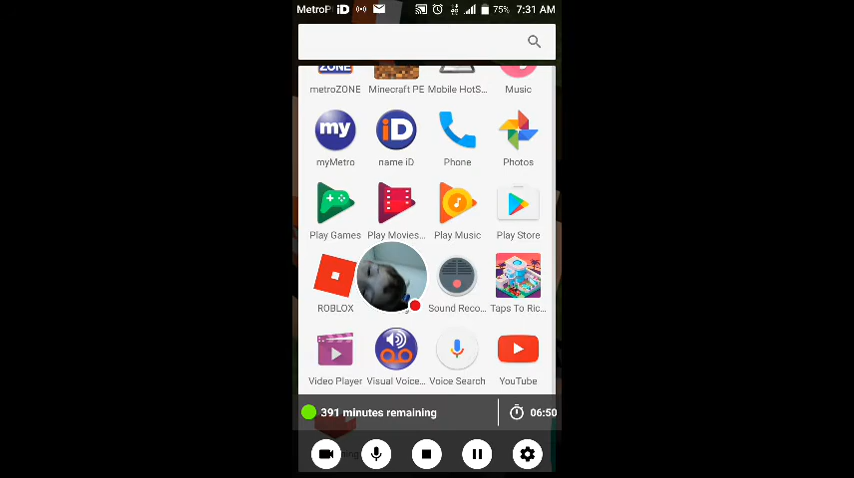 MetroP iD 75% 7:31 AM
ZONE
metroZONE Minecraft PE Mobile HotS... Music
my iD
myMetro name iD Phone Photos
Play Games Play Movies... Play Music Play Store
ROBLOX Sound Reco... Taps To Ric...
Video Player Visual Voice... Voice Search YouTube
391 minutes remaining 06:50